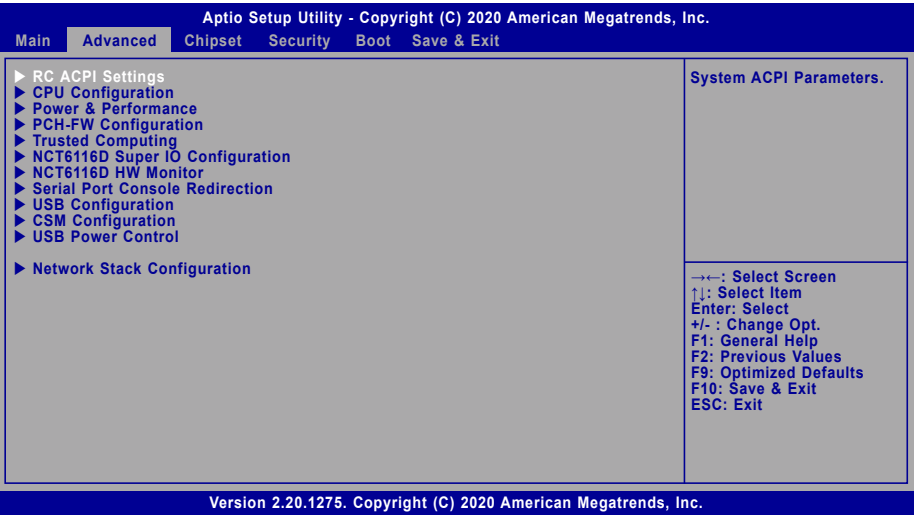 Aptio Setup Utility - Copyright (C) 2020 American Megatrends, Inc.
Main Advanced Chipset Security Boot Save & Exit
▶ RC ACPI Settings
▶ CPU Configuration
▶ Power & Performance
▶ PCH-FW Configuration
▶ Trusted Computing
▶ NCT6116D Super IO Configuration
▶ NCT6116D HW Monitor
▶ Serial Port Console Redirection
▶ USB Configuration
▶ CSM Configuration
▶ USB Power Control
▶ Network Stack Configuration
System ACPI Parameters.
→←: Select Screen
↑↓: Select Item
Enter: Select
+/- : Change Opt.
F1: General Help
F2: Previous Values
F9: Optimized Defaults
F10: Save & Exit
ESC: Exit
Version 2.20.1275. Copyright (C) 2020 American Megatrends, Inc.